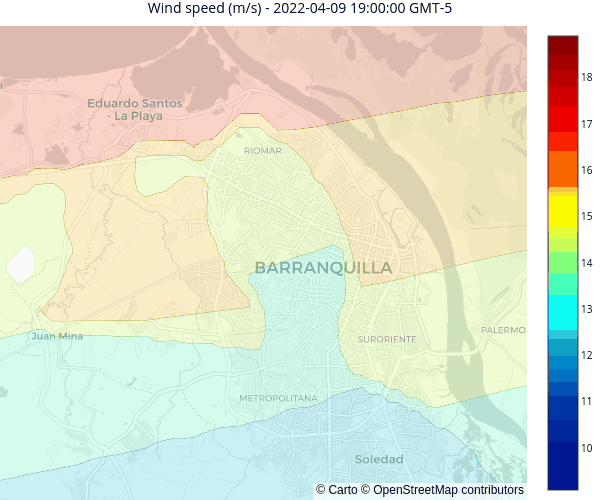 Wind speed (m/s) - 2022-04-09 19:00:00 GMT-5
Eduardo Santos
- La Playa
RIOMAR
BARRANQUILLA
Juan Mina
SURORIENTE
PALERMO
METROPOLITANA
Soledad
18
17
16
15
14
13
12
11
10
© Carto © OpenStreetMap contributors